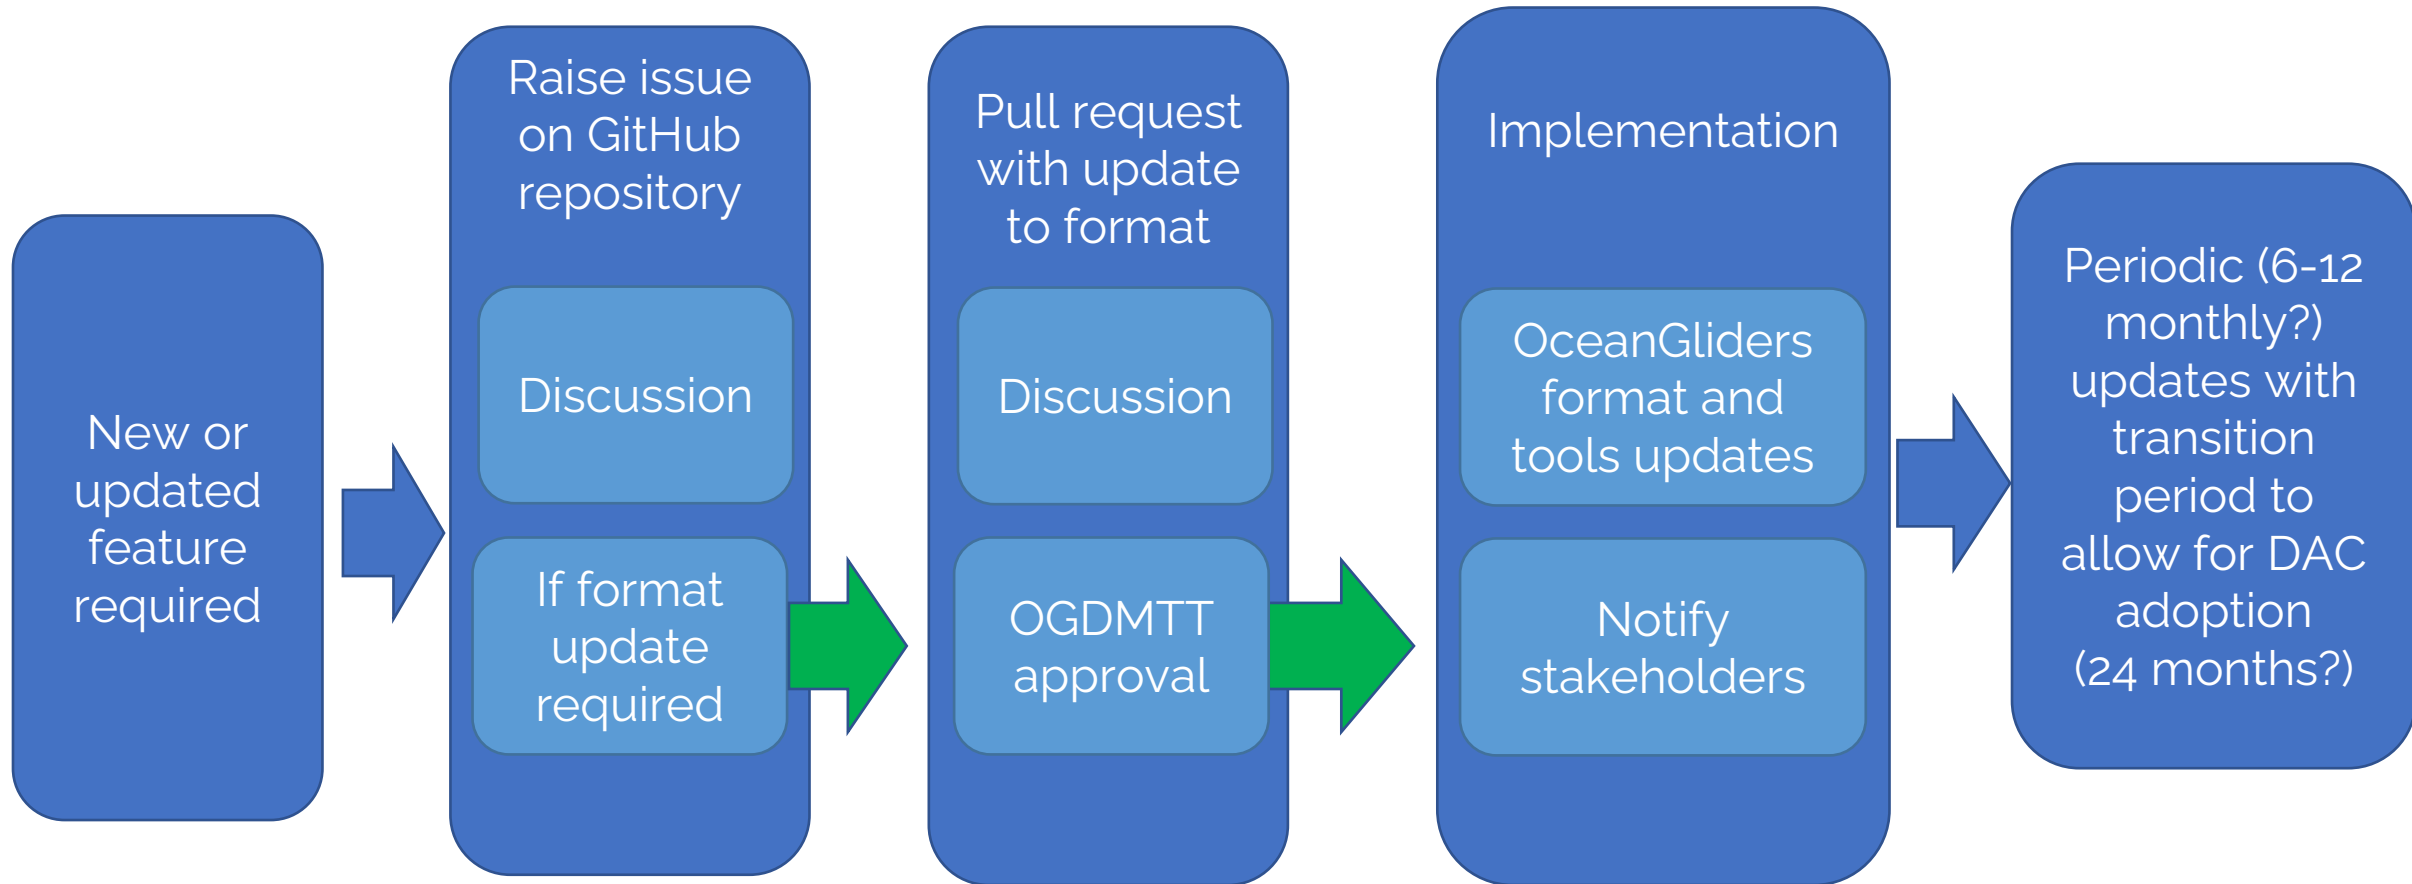 New or
updated
feature
required
Raise issue
on GitHub
repository
Discussion
If format
update
required
Pull request
with update
to format
Discussion
OGDMTT
approval
Implementation
OceanGliders
format and
tools updates
Notify
stakeholders
Periodic (6-12
monthly?)
updates with
transition
period to
allow for DAC
adoption
(24 months?)